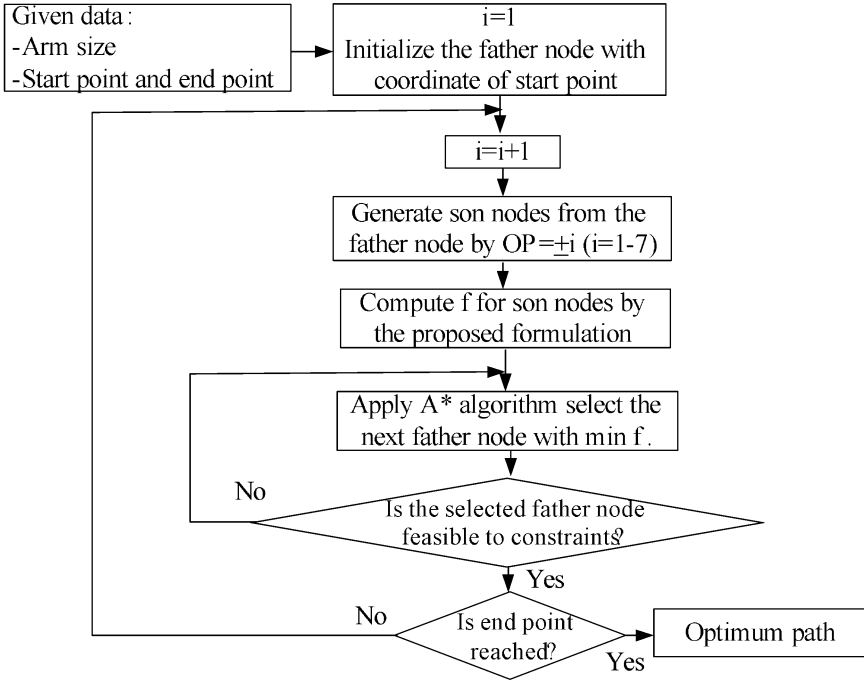 Given data:
-Arm size
-Start point and end point
i=1
Initialize the father node with
coordinate of start point
i=i+1
Generate son nodes from the
father node by OP=±i (i=1-7)
Compute f for son nodes by
the proposed formulation
Apply A* algorithm select the
next father node with min f.
No
Is the selected father node
feasible to constraints?
Yes
No
Is end point
reached?
Yes
Optimum path